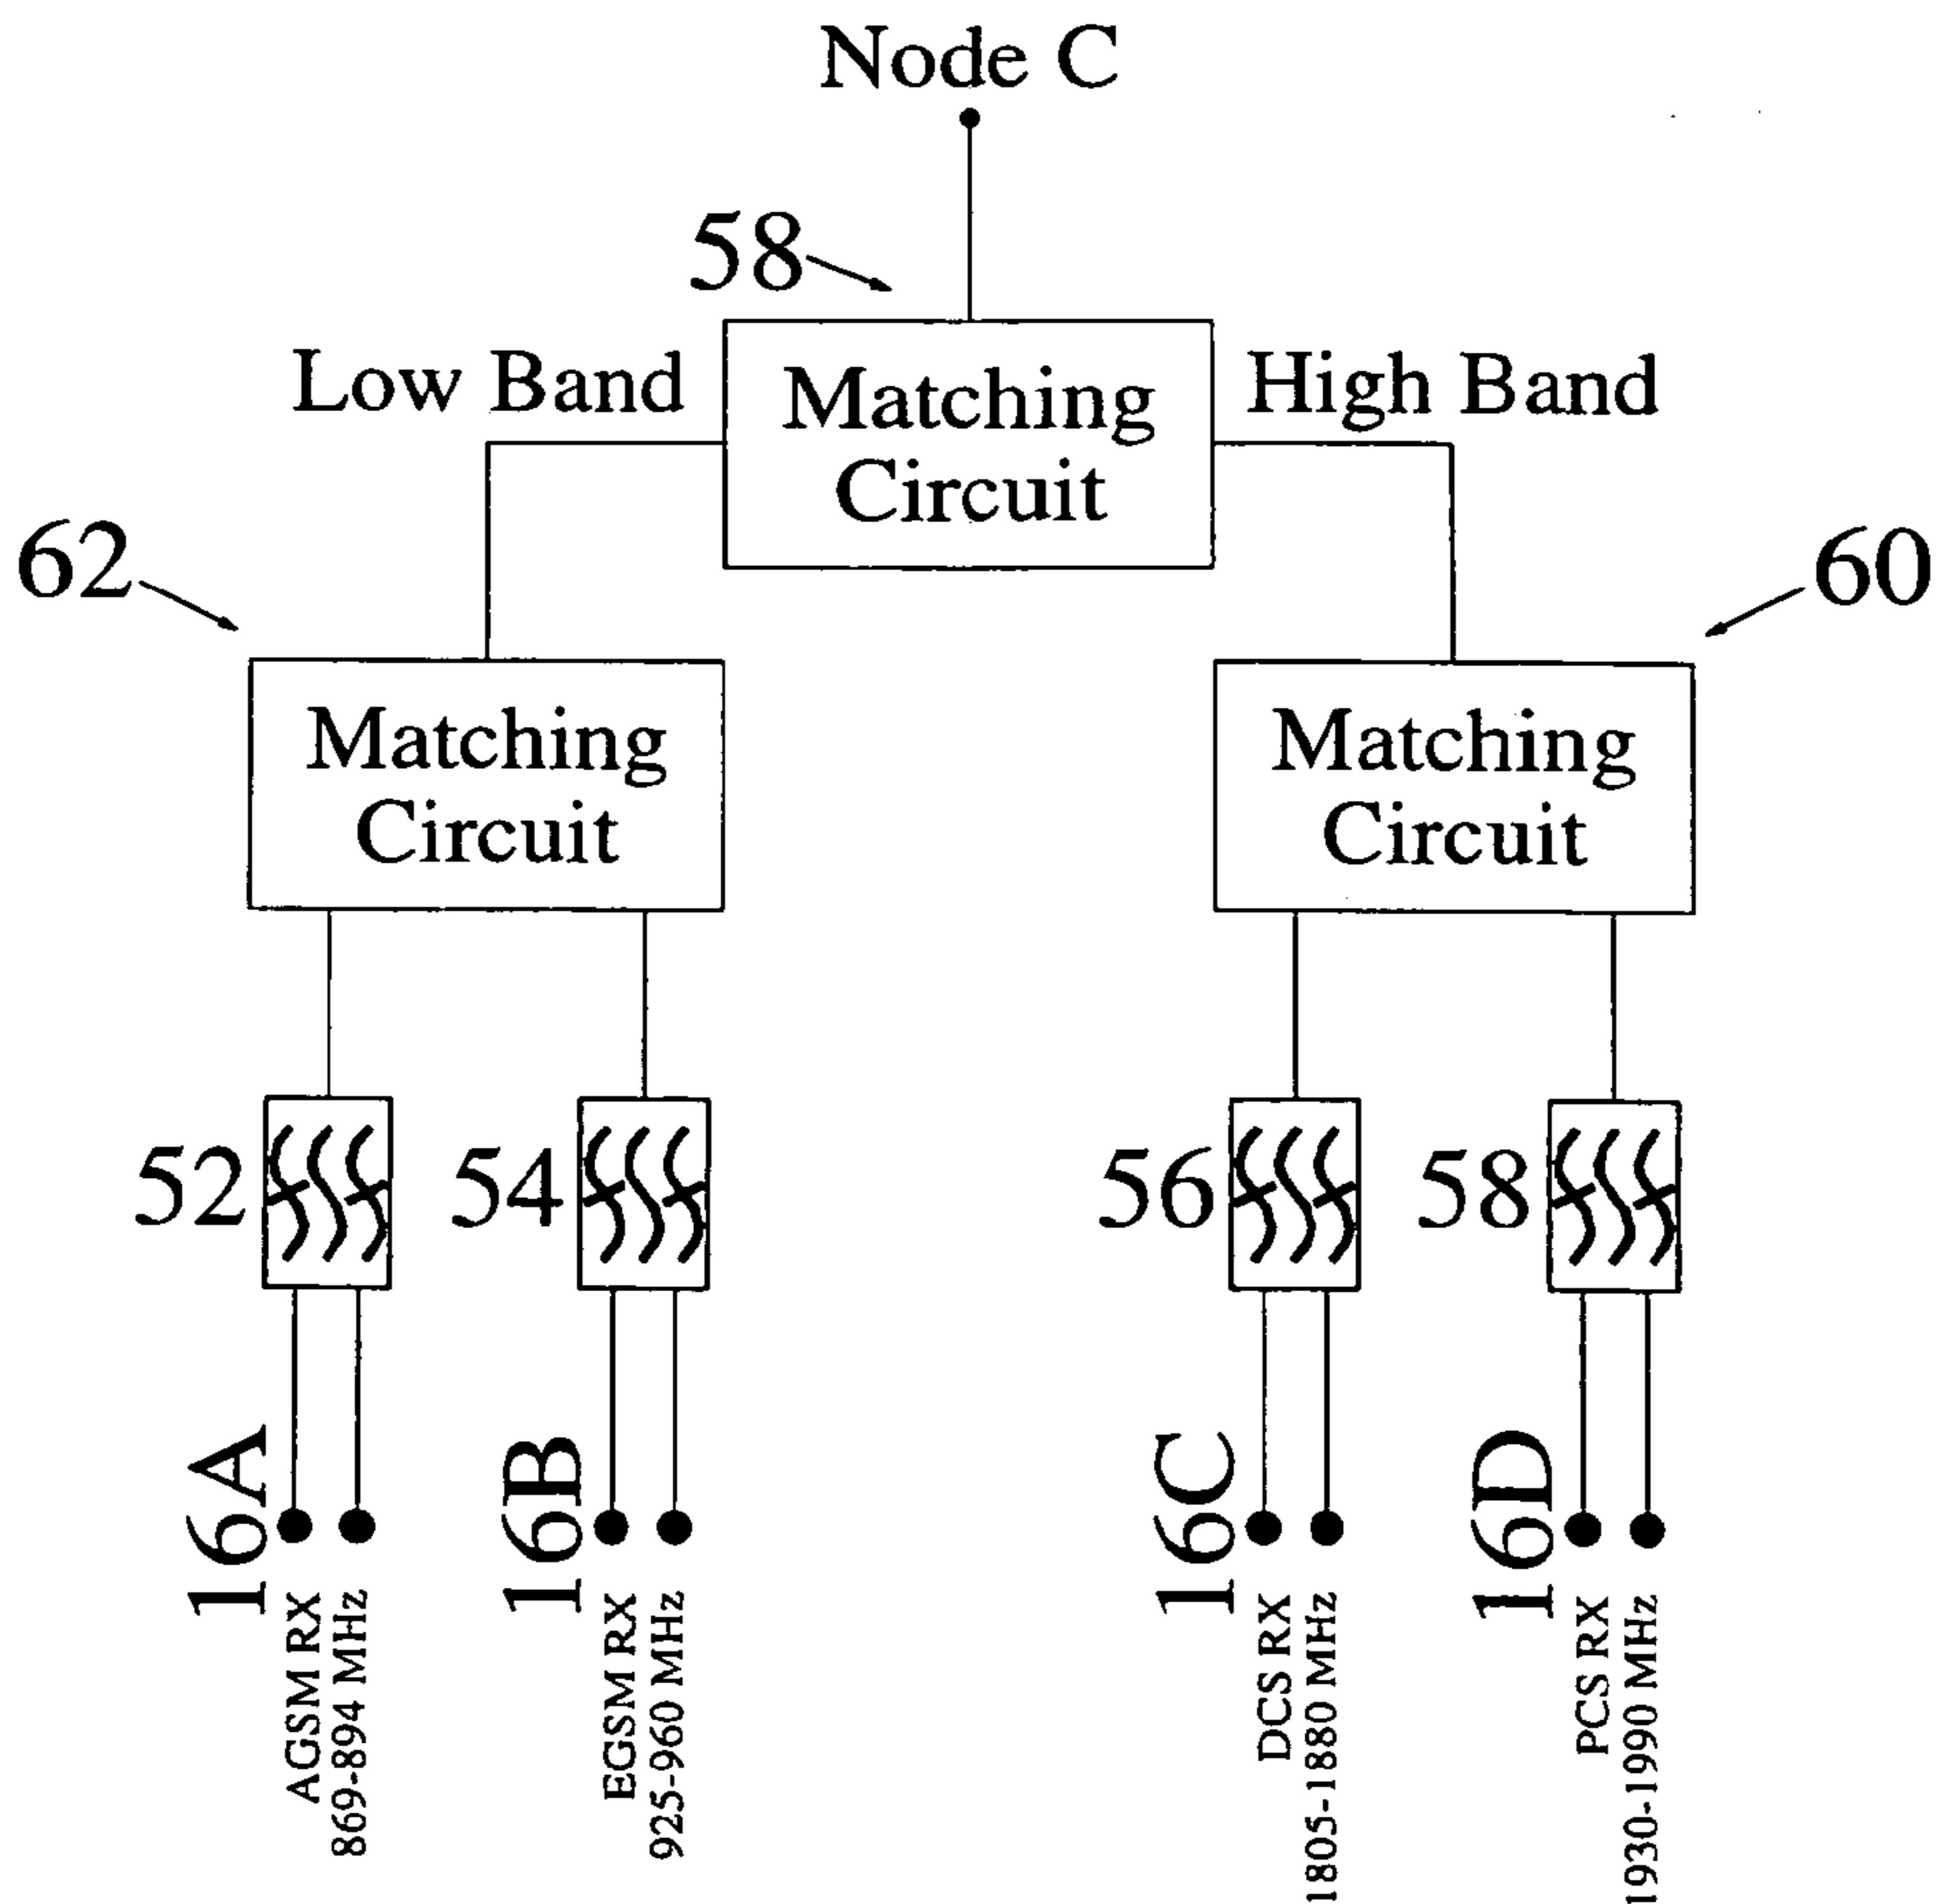 Node C
58
Low Band
High Band
Matching
Circuit
62
60
Matching
Circuit
Matching
Circuit
52
54
56
58
16A
16B
16C
16D
AGSM RX
869-894 MHz
EGSM RX
925-960 MHz
DCS RX
1805-1880 MHz
PCS RX
1930-1990 MHz